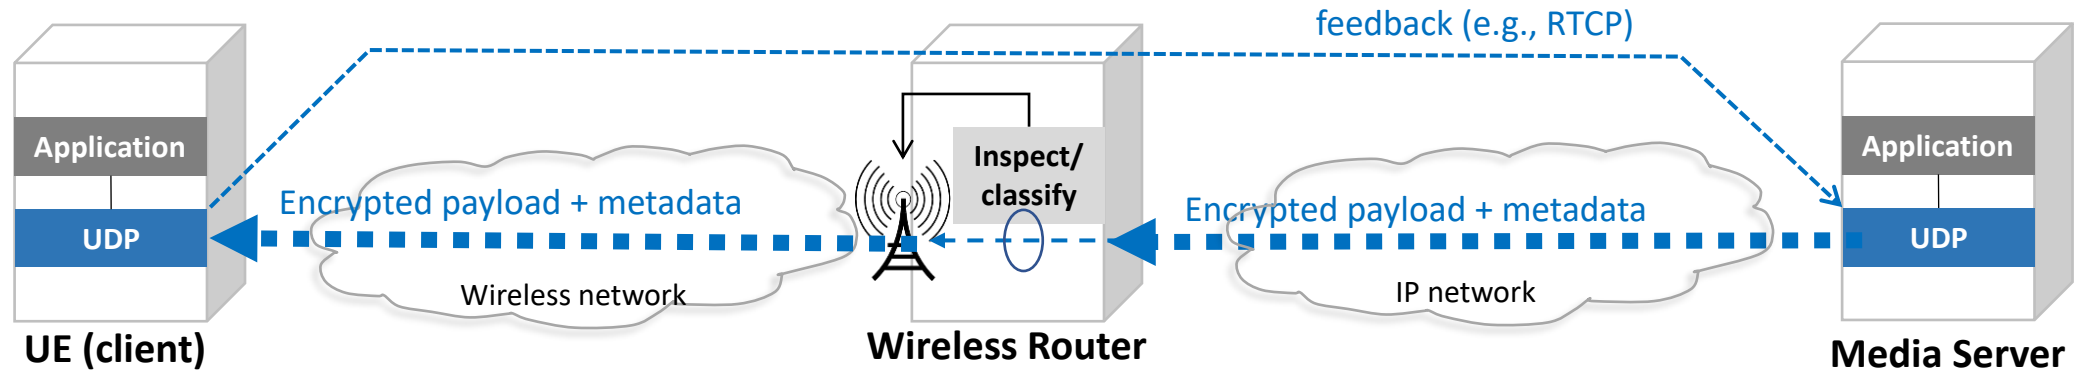 feedback (e.g., RTCP)
Application
Inspect/
classify
Application
Encrypted payload + metadata
Encrypted payload + metadata
UDP
UDP
Wireless network
IP network
UE (client)
Wireless Router
Media Server